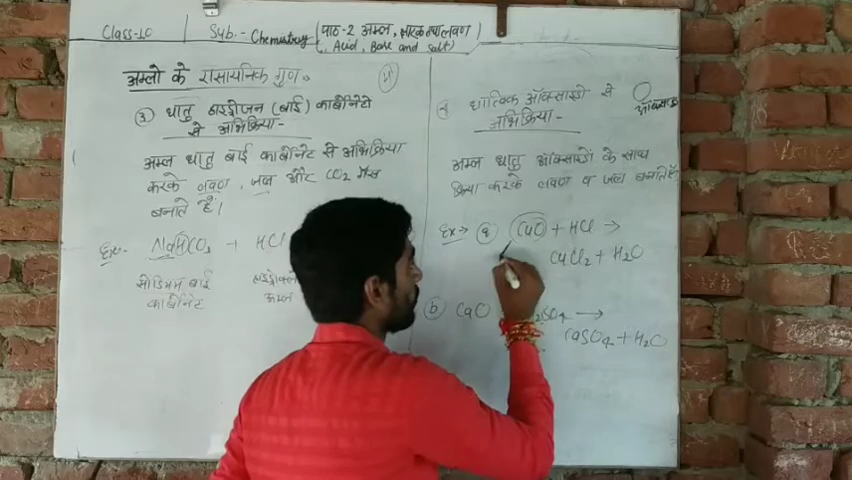 Class-10
Sub.- Chemistry
पाठ-2 अम्ल, क्षारक तथा लवण
Acid, Base and Salt
अम्लो के रासायनिक गुण.
③ धातु हाइड्रोजन (बाई) कार्बोनेटो
से अभिक्रिया-
अम्ल धातु बाई कार्बोनेट से अभिक्रिया
करके लवण, जल और CO2 गैस
बनाते हैं।
Ex:- NaHCO3 + HCl
सोडियम बाई
कार्बोनेट
अम्ल
धात्विक ऑक्साइडो से
अभिक्रिया-
अम्ल धातु ऑक्साइडों के साथ
क्रिया करके लवण व जल बनाते हैं
Ex → (a) CuO + HCl →
CuCl2 + H2O
(b) CaO 2SO4 →
CaSO4 + H2O